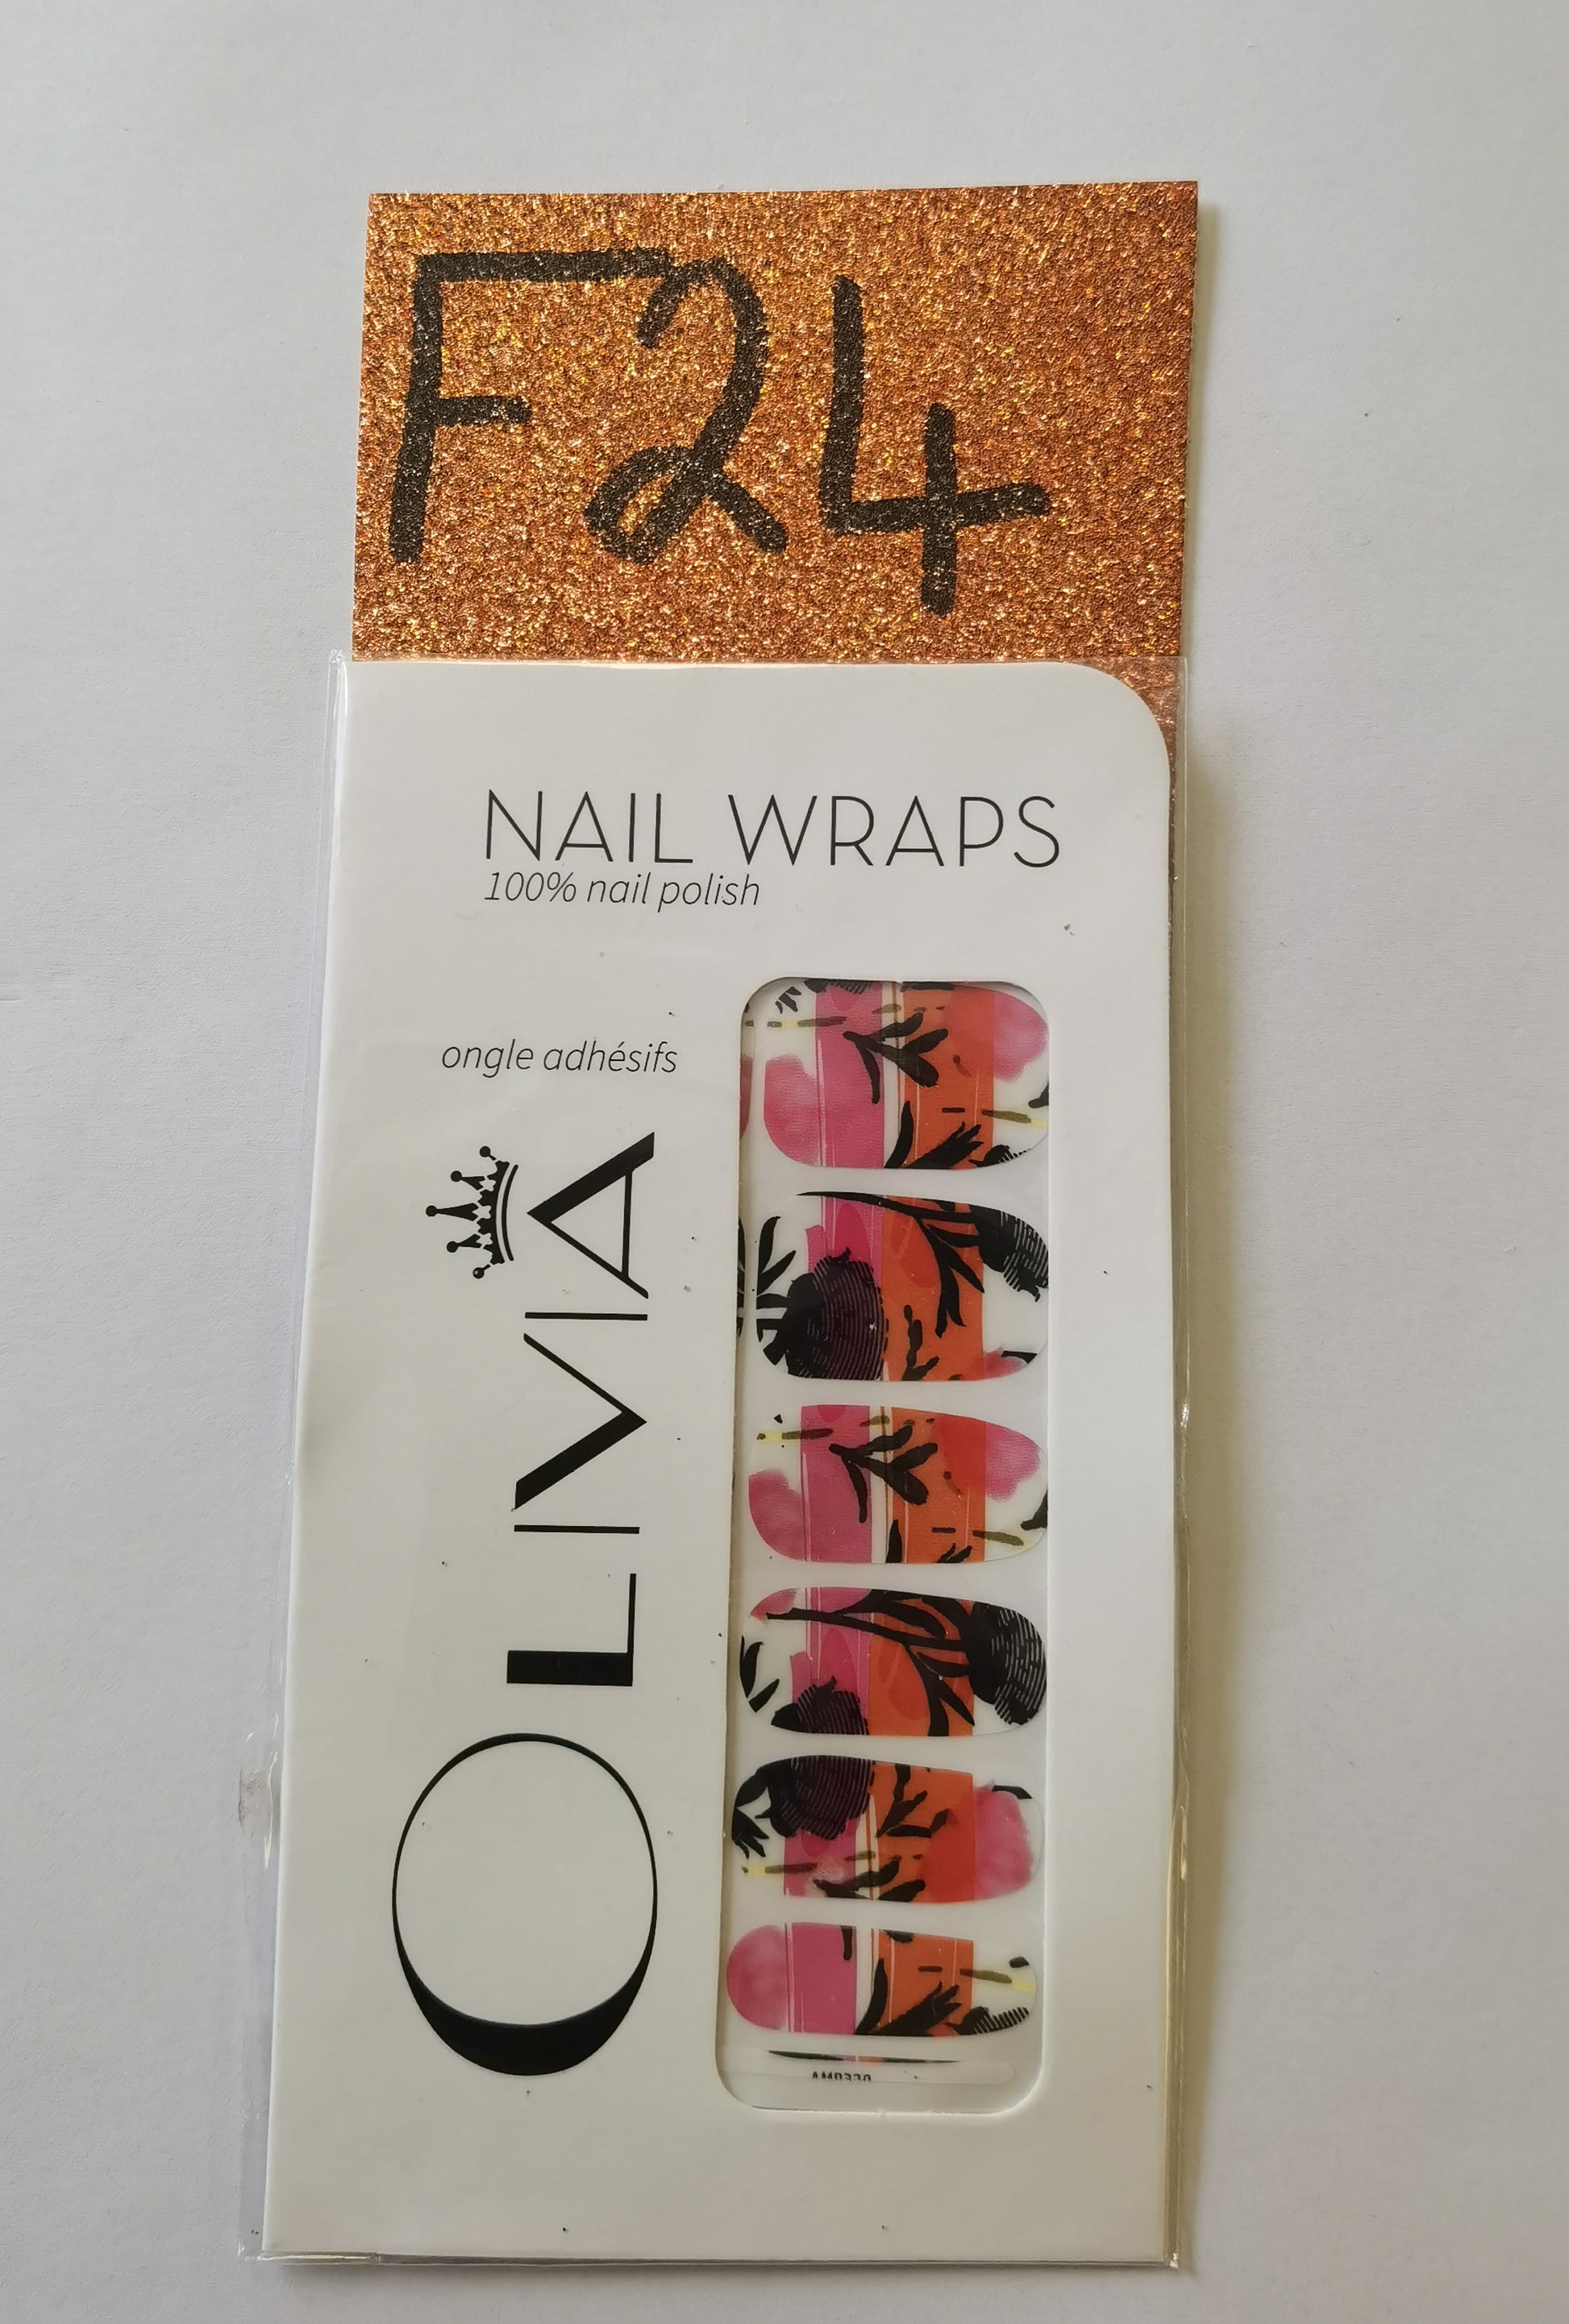 F24
NAIL WRAPS
100% nail polish
ongle adhésifs
OLIVIA